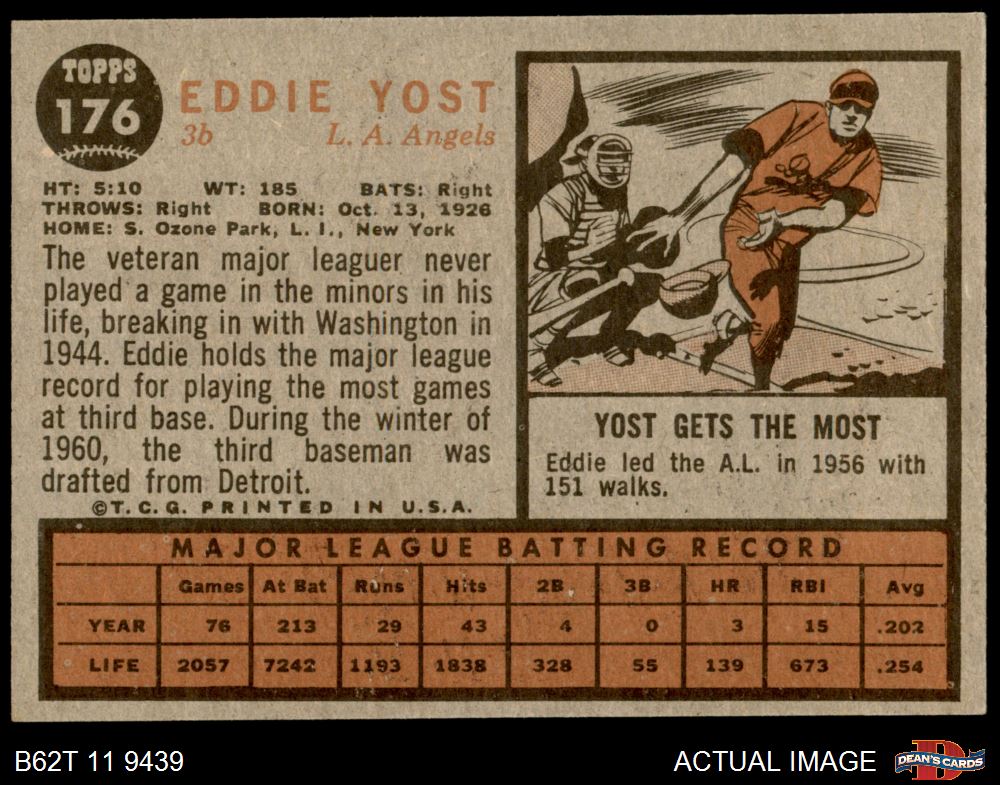 TOPPS
176
EDDIE YOST
3b L. A. Angels
HT: 5:10 WT: 185 BATS: Right
THROWS: Right BORN: Oct. 13, 1926
HOME: S. Ozone Park, L. I., New York
The veteran major leaguer never
played a game in the minors in his
life, breaking in with Washington in
1944. Eddie holds the major league
record for playing the most games
at third base. During the winter of
1960, the third baseman was
drafted from Detroit.
©T.C.G. PRINTED IN U.S.A.
YOST GETS THE MOST
Eddie led the A.L. in 1956 with
151 walks.
MAJOR LEAGUE BATTING RECORD
Games At Bat Runs Hits 2B 3B HR RBI Avg
YEAR 76 213 29 43 4 0 3 15 .202
LIFE 2057 7242 1193 1838 328 55 139 673 .254
B62T 11 9439 ACTUAL IMAGE DEAN'S CARDS